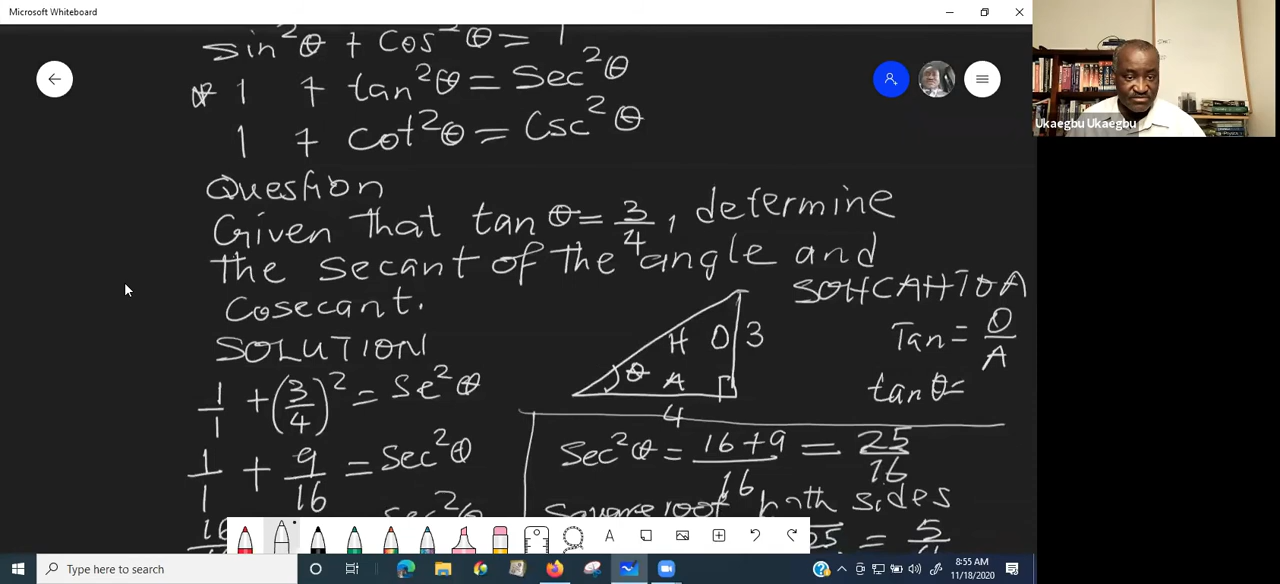 Microsoft Whiteboard
sin²θ + Cos²θ = 1
1 + tan²θ = Sec²θ
1 + cot²θ = Csc²θ
Ukaegbu Ukaegbu
Question
Given that tan θ = 3/4, determine
the secant of the angle and
Cosecant.
SOHCAHTOA
SOLUTION
H O 3
θ A
4
Tan = O/A
tanθ=
1/1 + (3/4)² = Se²θ
1/1 + 9/16 = Sec²θ
Sec²θ = 16+9/16 = 25/16
square root both sides
= 5
A
Type here to search
8:55 AM
11/18/2020